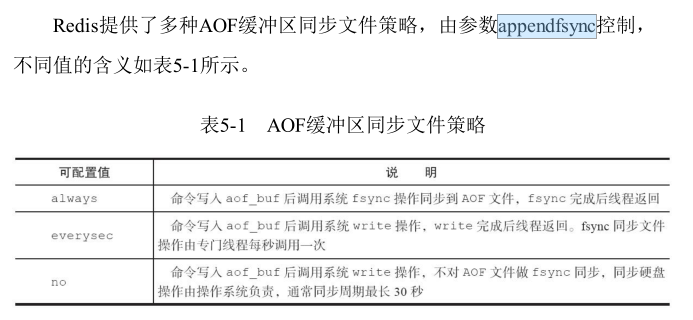 Redis提供了多种AOF缓冲区同步文件策略，由参数appendfsync控制，
不同值的含义如表5-1所示。
表5-1 AOF缓冲区同步文件策略
可配置值 说 明
always 命令写入 aof_buf 后调用系统 fsync 操作同步到 AOF 文件，fsync 完成后线程返回
everysec 命令写入 aof_buf 后调用系统 write 操作，write 完成后线程返回。fsync 同步文件
操作由专门线程每秒调用一次
no 命令写入 aof_buf 后调用系统 write 操作，不对 AOF 文件做 fsync 同步，同步硬盘
操作由操作系统负责，通常同步周期最长 30 秒